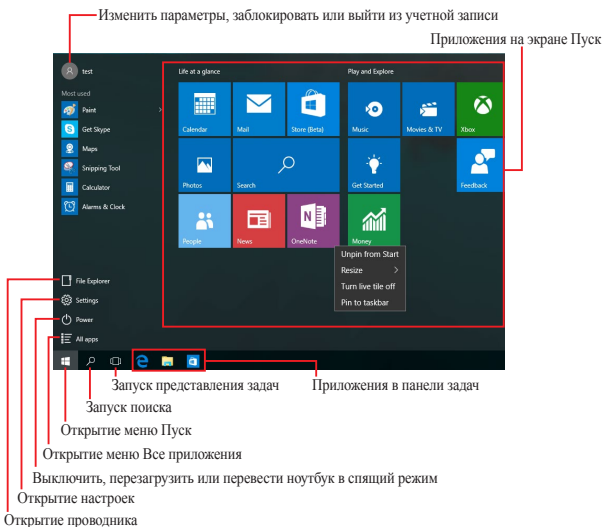 Изменить параметры, заблокировать или выйти из учетной записи
Приложения на экране Пуск
test
Life at a glance
Play and Explore
Most used
Paint
Get Skype
Maps
Snipping Tool
Calculator
Alarms & Clock
Calendar
Mail
Store (Beta)
Music
Movies & TV
Xbox
Photos
Search
Get Started
Feedback
People
News
OneNote
Money
Unpin from Start
Resize
Turn live tile off
Pin to taskbar
File Explorer
Settings
Power
All apps
Запуск представления задач
Приложения в панели задач
Запуск поиска
Открытие меню Пуск
Открытие меню Все приложения
Выключить, перезагрузить или перевести ноутбук в спящий режим
Открытие настроек
Открытие проводника